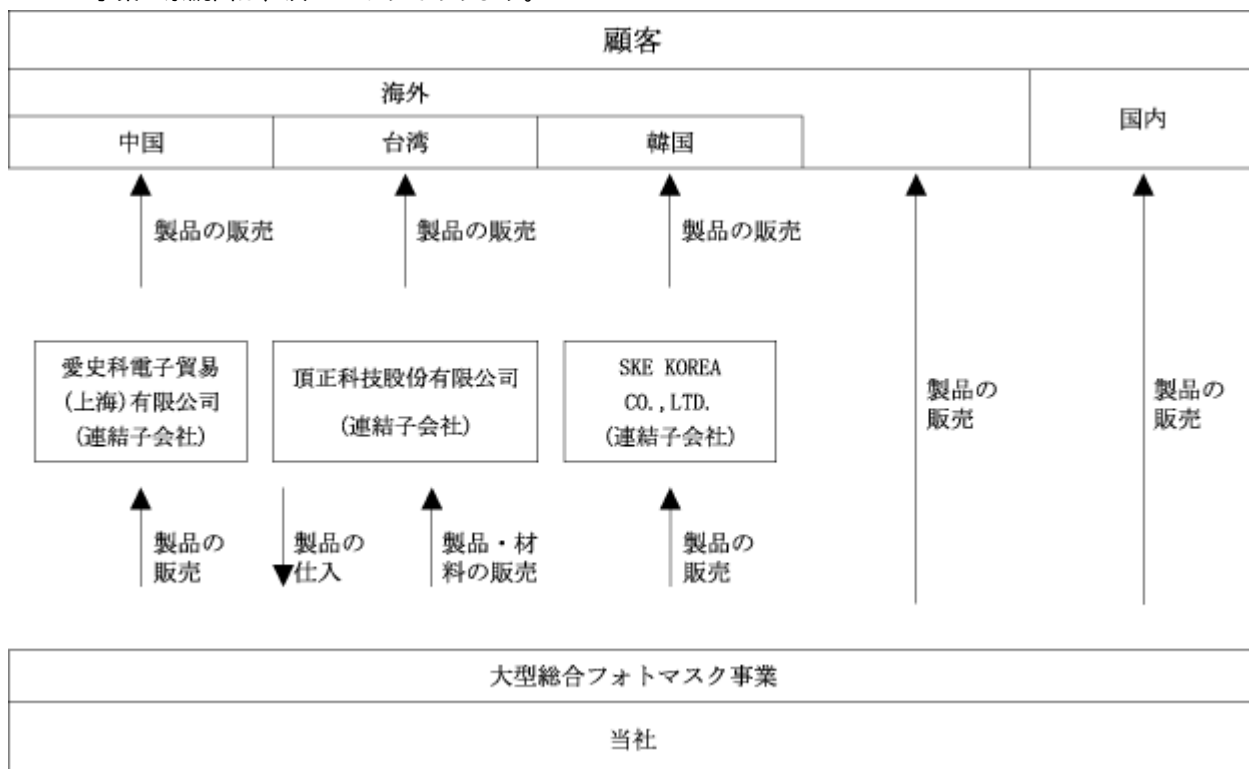 顧客
海外
国内
中国
台湾
韓国
製品の販売
製品の販売
製品の販売
愛史科電子貿易
(上海)有限公司
(連結子会社)
頂正科技股份有限公司
(連結子会社)
SKE KOREA
CO.,LTD.
(連結子会社)
製品の
販売
製品の
販売
製品の
販売
製品の
仕入
製品・材
料の販売
製品の
販売
大型総合フォトマスク事業
当社